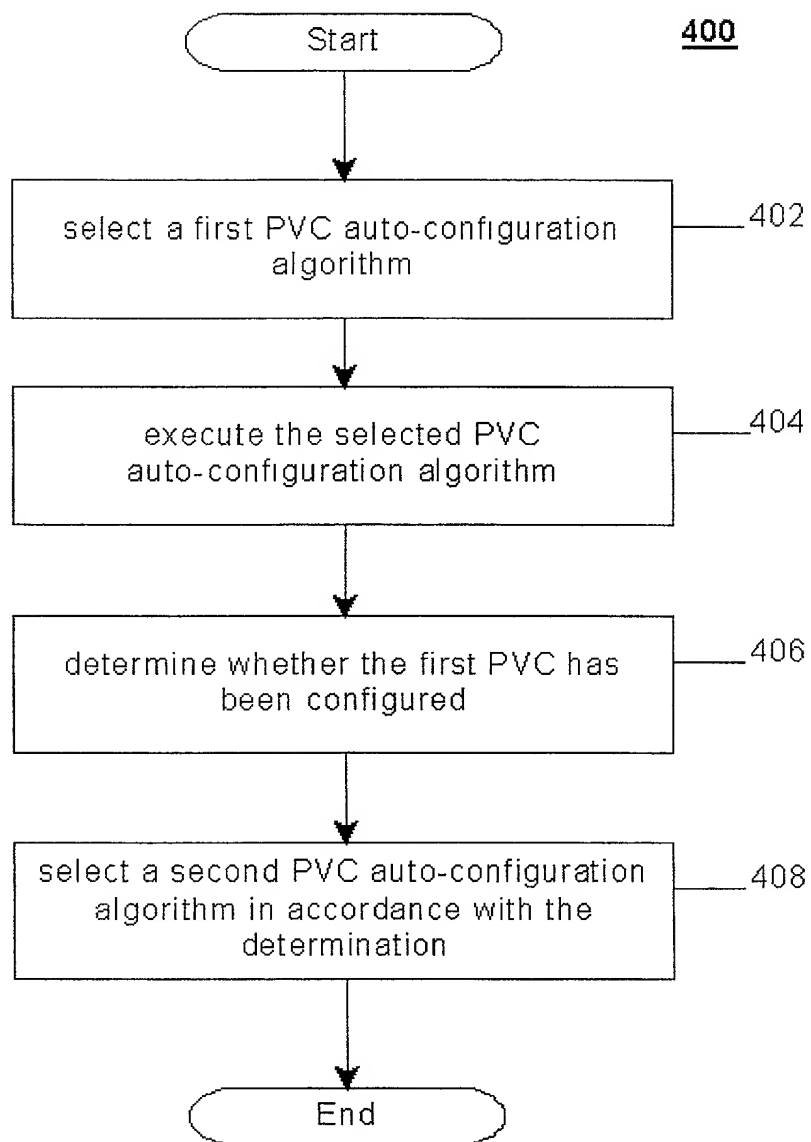 Start
400
select a first PVC auto-configuration
algorithm
402
execute the selected PVC
auto-configuration algorithm
404
determine whether the first PVC has
been configured
406
select a second PVC auto-configuration
algorithm in accordance with the
determination
408
End